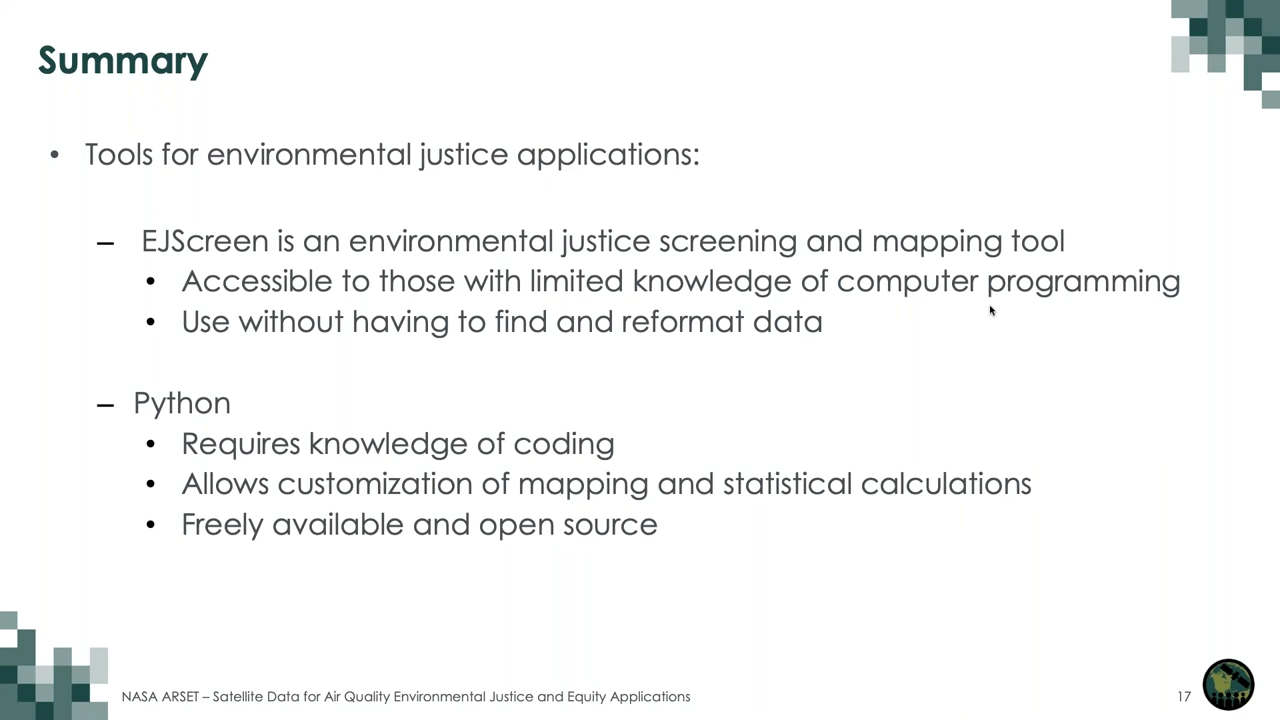 Summary
• Tools for environmental justice applications:
– EJScreen is an environmental justice screening and mapping tool
• Accessible to those with limited knowledge of computer programming
• Use without having to find and reformat data
– Python
• Requires knowledge of coding
• Allows customization of mapping and statistical calculations
• Freely available and open source
NASA ARSET – Satellite Data for Air Quality Environmental Justice and Equity Applications
17